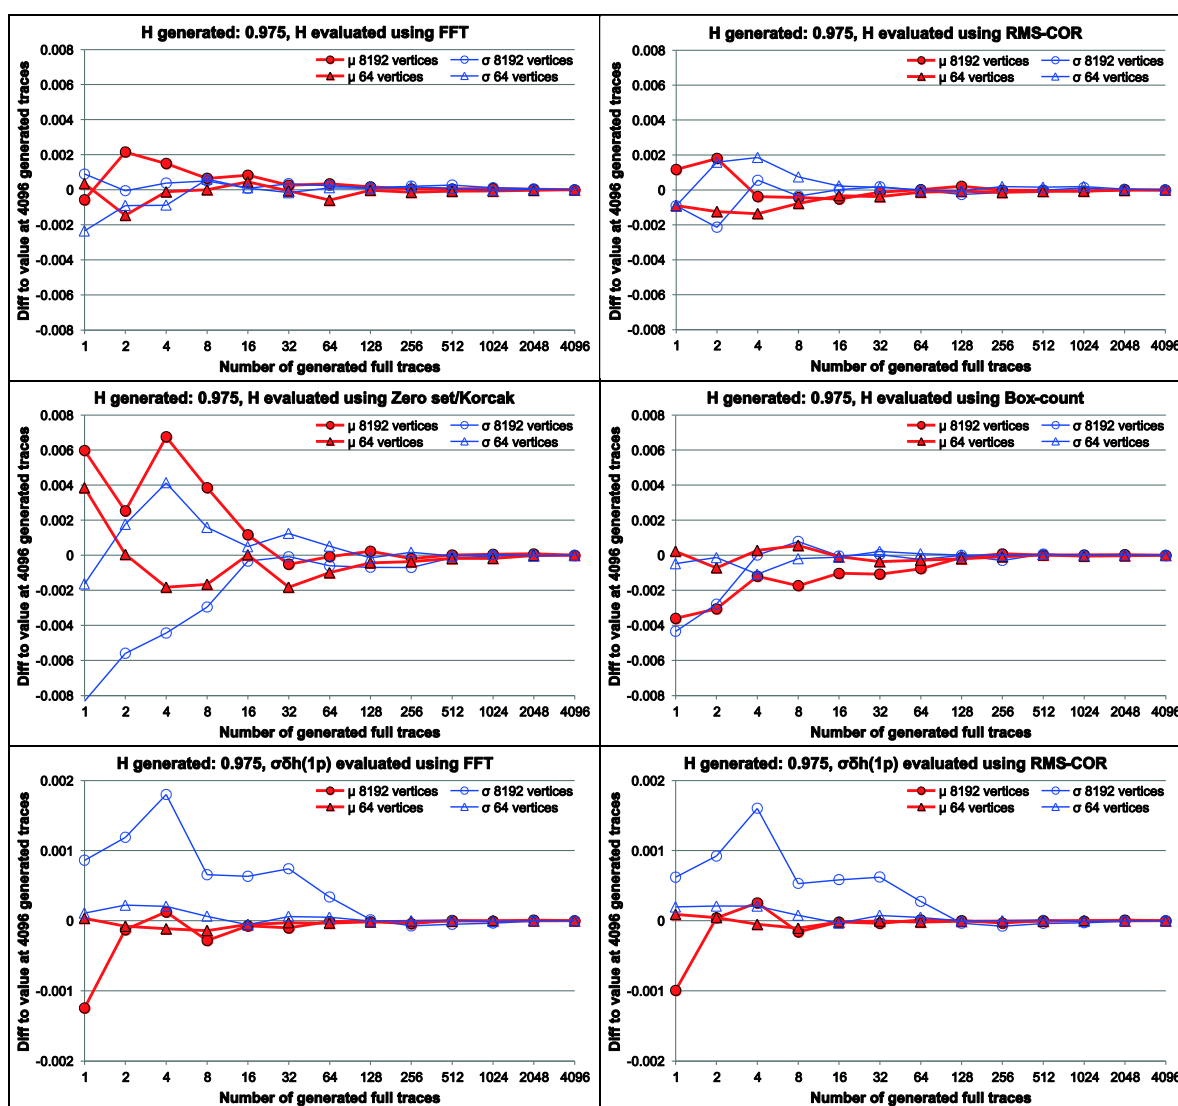 H generated: 0.975, H evaluated using FFT
μ 8192 vertices σ 8192 vertices
μ 64 vertices σ 64 vertices
Diff to value at 4096 generated traces
0.008
0.006
0.004
0.002
0
-0.002
-0.004
-0.006
-0.008
1 2 4 8 16 32 64 128 256 512 1024 2048 4096
Number of generated full traces
H generated: 0.975, H evaluated using RMS-COR
μ 8192 vertices σ 8192 vertices
μ 64 vertices σ 64 vertices
Diff to value at 4096 generated traces
0.008
0.006
0.004
0.002
0
-0.002
-0.004
-0.006
-0.008
1 2 4 8 16 32 64 128 256 512 1024 2048 4096
Number of generated full traces
H generated: 0.975, H evaluated using Zero set/Korcak
μ 8192 vertices σ 8192 vertices
μ 64 vertices σ 64 vertices
Diff to value at 4096 generated traces
0.008
0.006
0.004
0.002
0
-0.002
-0.004
-0.006
-0.008
1 2 4 8 16 32 64 128 256 512 1024 2048 4096
Number of generated full traces
H generated: 0.975, H evaluated using Box-count
μ 8192 vertices σ 8192 vertices
μ 64 vertices σ 64 vertices
Diff to value at 4096 generated traces
0.008
0.006
0.004
0.002
0
-0.002
-0.004
-0.006
-0.008
1 2 4 8 16 32 64 128 256 512 1024 2048 4096
Number of generated full traces
H generated: 0.975, σδh(1p) evaluated using FFT
μ 8192 vertices σ 8192 vertices
μ 64 vertices σ 64 vertices
Diff to value at 4096 generated traces
0.002
0.001
0
-0.001
-0.002
1 2 4 8 16 32 64 128 256 512 1024 2048 4096
Number of generated full traces
H generated: 0.975, σδh(1p) evaluated using RMS-COR
μ 8192 vertices σ 8192 vertices
μ 64 vertices σ 64 vertices
Diff to value at 4096 generated traces
0.002
0.001
0
-0.001
-0.002
1 2 4 8 16 32 64 128 256 512 1024 2048 4096
Number of generated full traces